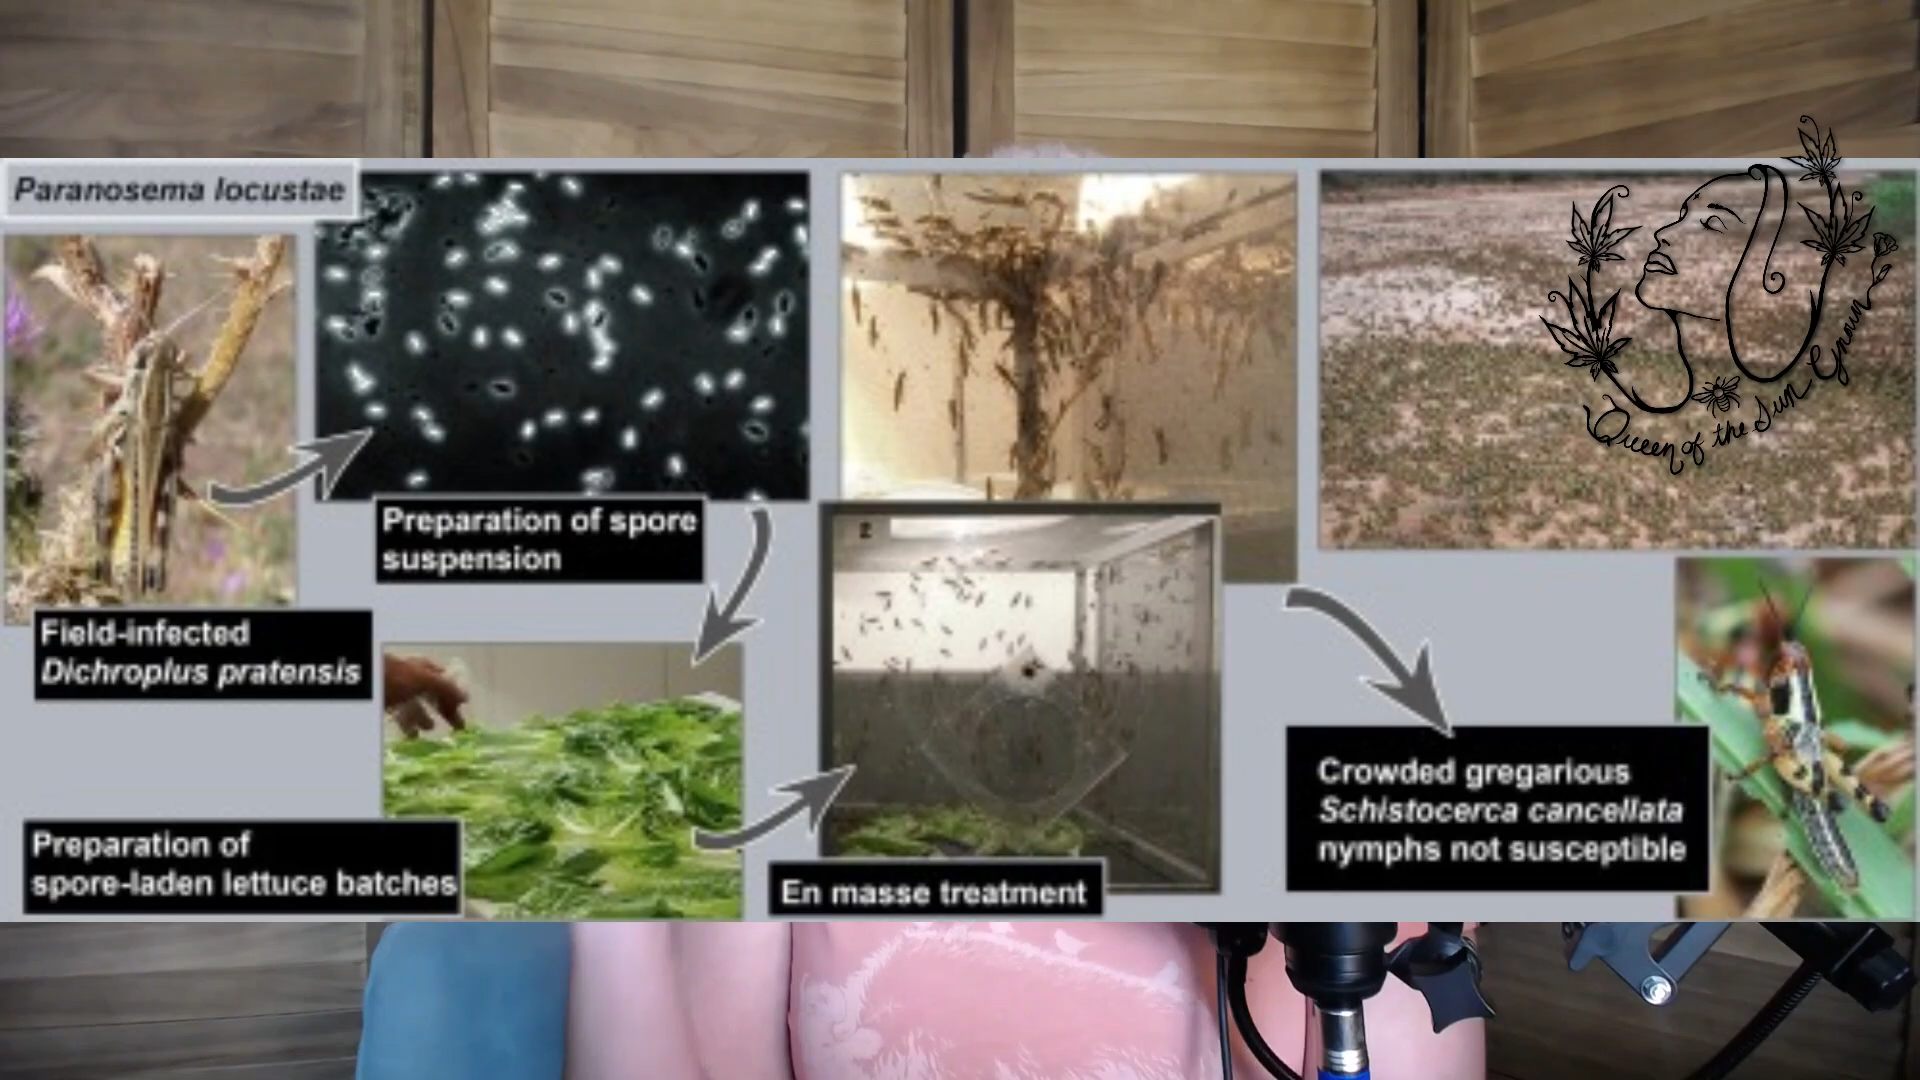 Paranosema locustae
Preparation of spore
suspension
Field-infected
Dichroplus pratensis
Preparation of
spore-laden lettuce batches
En masse treatment
Crowded gregarious
Schistocerca cancellata
nymphs not susceptible
Queen of the Sun Grown